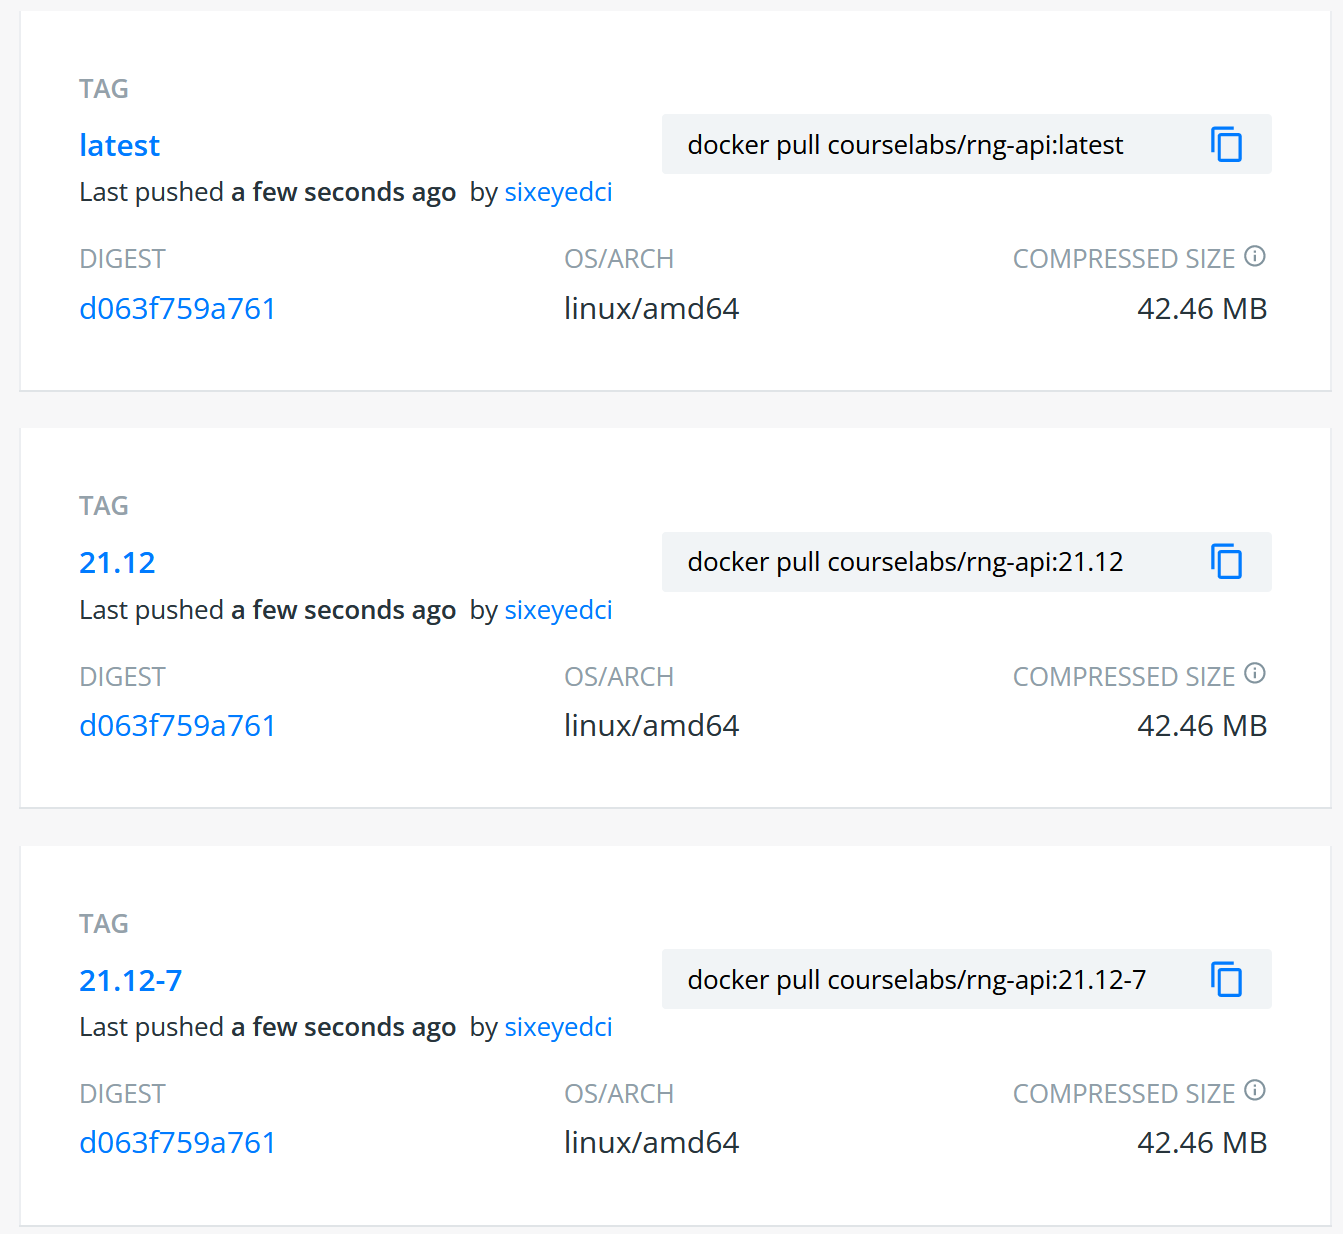 TAG
latest
docker pull courselabs/rng-api:latest
Last pushed a few seconds ago by sixeyedci
DIGEST OS/ARCH COMPRESSED SIZE
d063f759a761 linux/amd64 42.46 MB
TAG
21.12
docker pull courselabs/rng-api:21.12
Last pushed a few seconds ago by sixeyedci
DIGEST OS/ARCH COMPRESSED SIZE
d063f759a761 linux/amd64 42.46 MB
TAG
21.12-7
docker pull courselabs/rng-api:21.12-7
Last pushed a few seconds ago by sixeyedci
DIGEST OS/ARCH COMPRESSED SIZE
d063f759a761 linux/amd64 42.46 MB